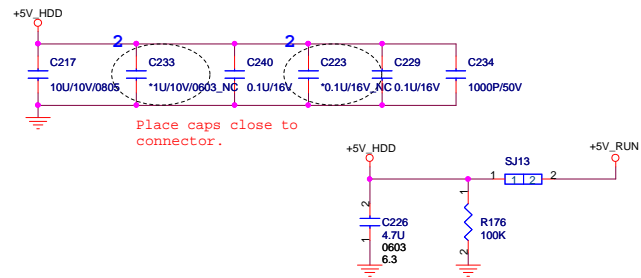 +5V_HDD
2
2
C217
C233
C240
C223
C229
C234
10U/10V/0805
*1U/10V/0603_NC
0.1U/16V
*0.1U/16V_NC
0.1U/16V
1000P/50V
Place caps close to
connector.
+5V_HDD
SJ13
+5V_RUN
1
1 2
2
2
C226
4.7U
0603
6.3
1
1
R176
100K
2